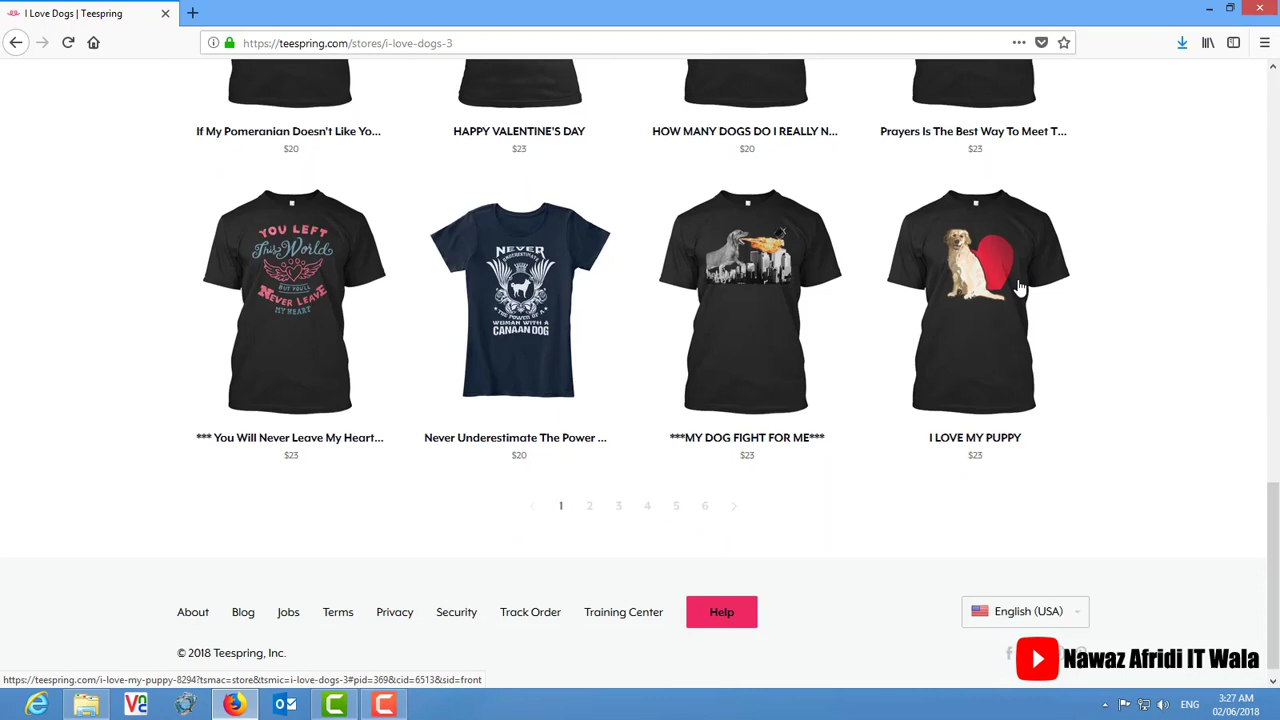 I Love Dogs | Teespring
https://teespring.com/stores/i-love-dogs-3
If My Pomeranian Doesn't Like Yo...
$20
HAPPY VALENTINE'S DAY
$23
HOW MANY DOGS DO I REALLY N...
$20
Prayers Is The Best Way To Meet T...
$23
YOU LEFT
This World
BUT YOU'LL
NEVER LEAVE
MY HEART
NEVER
UNDERESTIMATE
THE POWER OF A
WOMAN WITH A
CANAAN DOG
*** You Will Never Leave My Heart...
$23
Never Underestimate The Power ...
$20
***MY DOG FIGHT FOR ME***
$23
I LOVE MY PUPPY
$23
1 2 3 4 5 6
About Blog Jobs Terms Privacy Security Track Order Training Center Help
English (USA)
© 2018 Teespring, Inc.
Nawaz Afridi IT Wala
https://teespring.com/i-love-my-puppy-8294?tsmac=store&tsmic=i-love-dogs-3#pid=369&cid=6513&sid=front
ENG
3:27 AM
02/06/2018